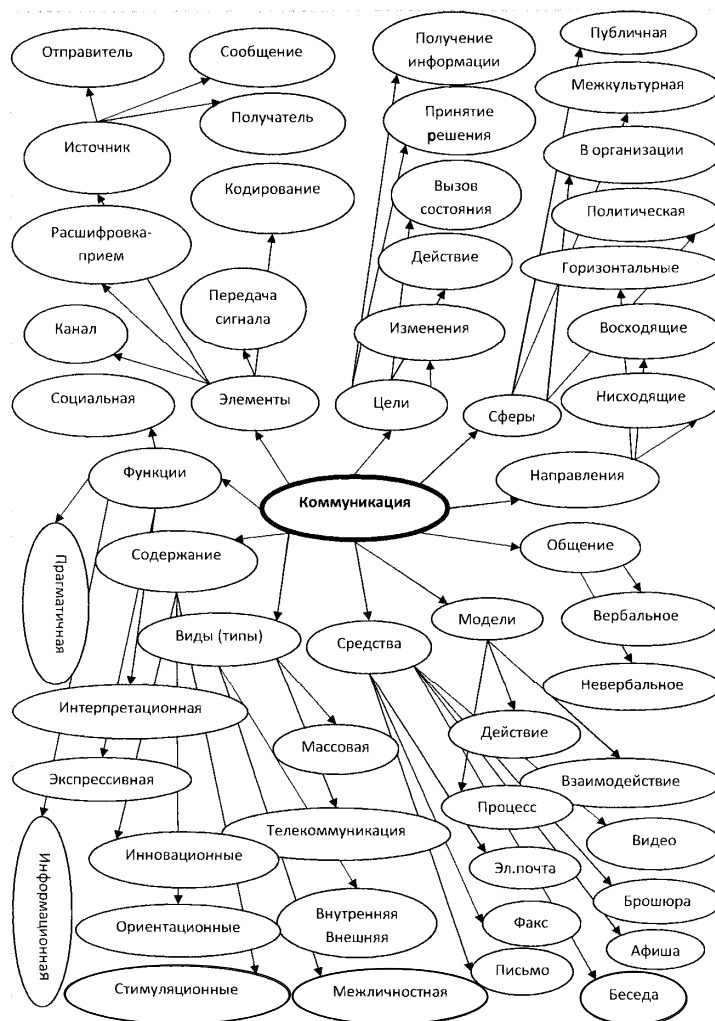 Отправитель
Сообщение
Получение
информации
Публичная
Межкультурная
Источник
Получатель
Принятие
решения
В организации
Кодирование
Вызов
состояния
Политическая
Расшифровка-
прием
Действие
Горизонтальные
Передача
сигнала
Канал
Изменения
Восходящие
Социальная
Элементы
Цели
Сферы
Нисходящие
Функции
Направления
Коммуникация
Прагматичная
Содержание
Общение
Виды (типы)
Средства
Модели
Вербальное
Невербальное
Интерпретационная
Массовая
Действие
Экспрессивная
Взаимодействие
Процесс
Информационная
Инновационные
Телекоммуникация
Видео
Эл.почта
Ориентационные
Внутренняя
Внешняя
Факс
Брошюра
Афиша
Письмо
Стимуляционные
Межличностная
Беседа